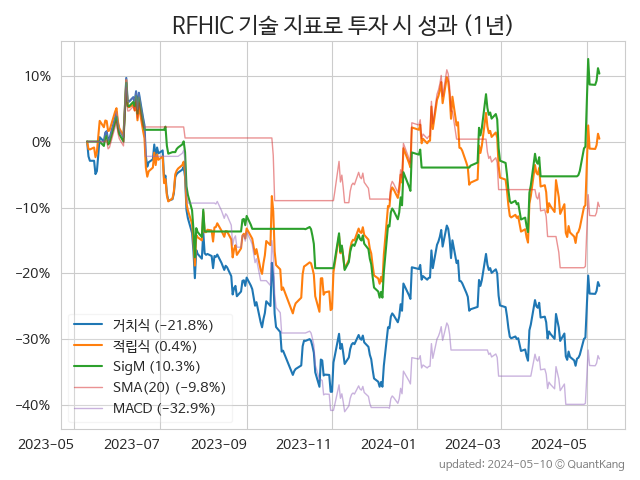 RFHIC 기술 지표로 투자 시 성과 (1년)
10%
0%
−10%
−20%
−30%
−40%
거치식 (−21.8%)
적립식 (0.4%)
SigM (10.3%)
SMA(20) (−9.8%)
MACD (−32.9%)
2023-05 2023-07 2023-09 2023-11 2024-01 2024-03 2024-05
updated: 2024-05-10 © QuantKang